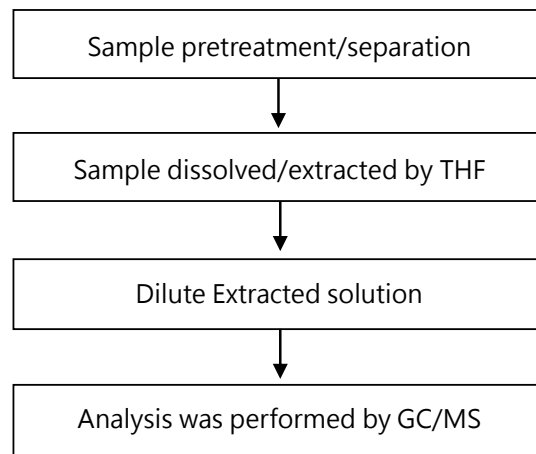 Sample pretreatment/separation
Sample dissolved/extracted by THF
Dilute Extracted solution
Analysis was performed by GC/MS